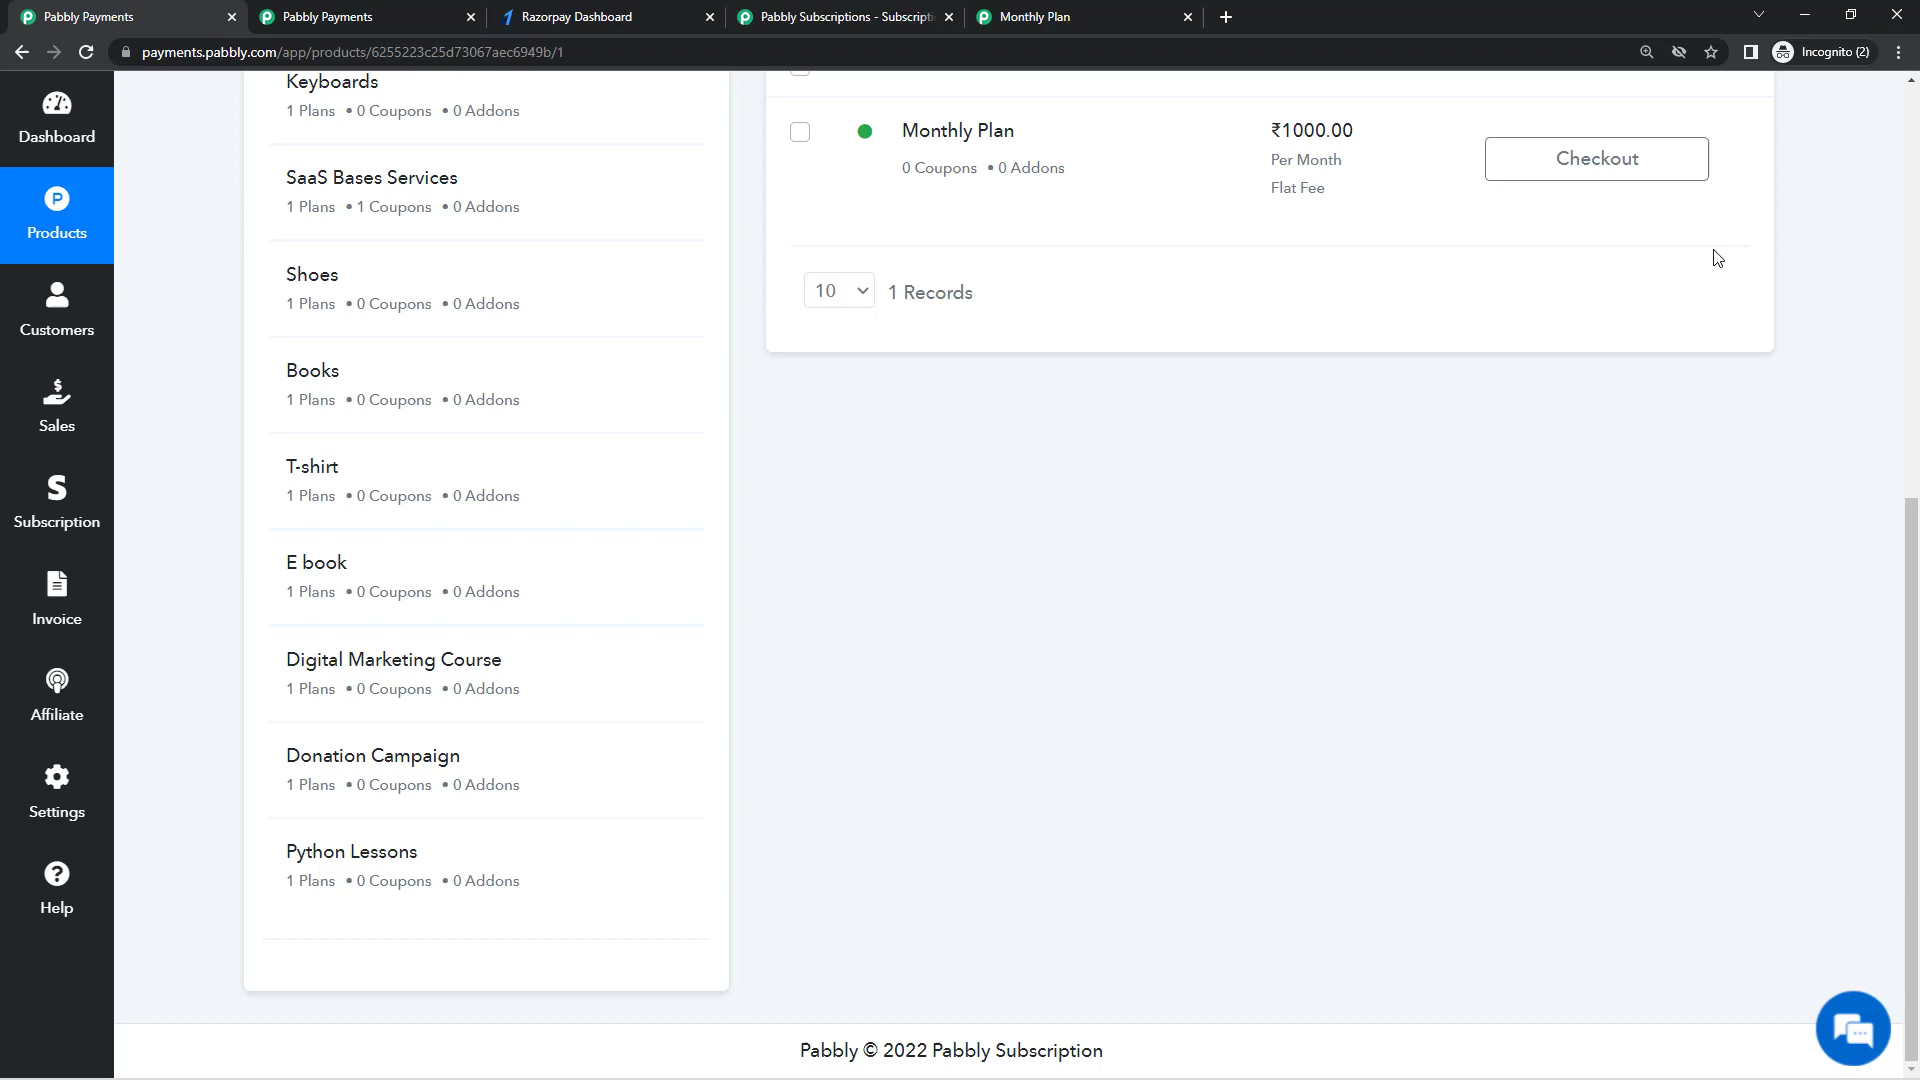 Pabbly Payments
Pabbly Payments
Razorpay Dashboard
Pabbly Subscriptions - Subscripti
Monthly Plan
payments.pabbly.com/app/products/6255223c25d73067aec6949b/1
Incognito (2)
Dashboard
Products
Customers
Sales
Subscription
Invoice
Affiliate
Settings
Help
Keyboards
1 Plans • 0 Coupons • 0 Addons
SaaS Bases Services
1 Plans • 1 Coupons • 0 Addons
Shoes
1 Plans • 0 Coupons • 0 Addons
Books
1 Plans • 0 Coupons • 0 Addons
T-shirt
1 Plans • 0 Coupons • 0 Addons
E book
1 Plans • 0 Coupons • 0 Addons
Digital Marketing Course
1 Plans • 0 Coupons • 0 Addons
Donation Campaign
1 Plans • 0 Coupons • 0 Addons
Python Lessons
1 Plans • 0 Coupons • 0 Addons
Monthly Plan
0 Coupons • 0 Addons
₹1000.00
Per Month
Flat Fee
Checkout
10
1 Records
Pabbly © 2022 Pabbly Subscription